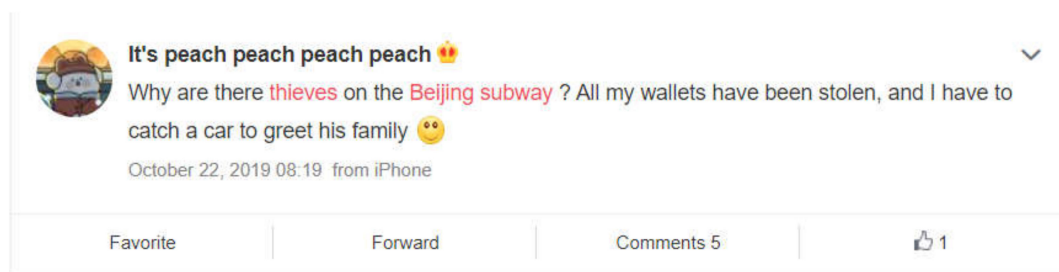 It's peach peach peach peach
Why are there thieves on the Beijing subway ? All my wallets have been stolen, and I have to
catch a car to greet his family
October 22, 2019 08:19 from iPhone
Favorite Forward Comments 5 1